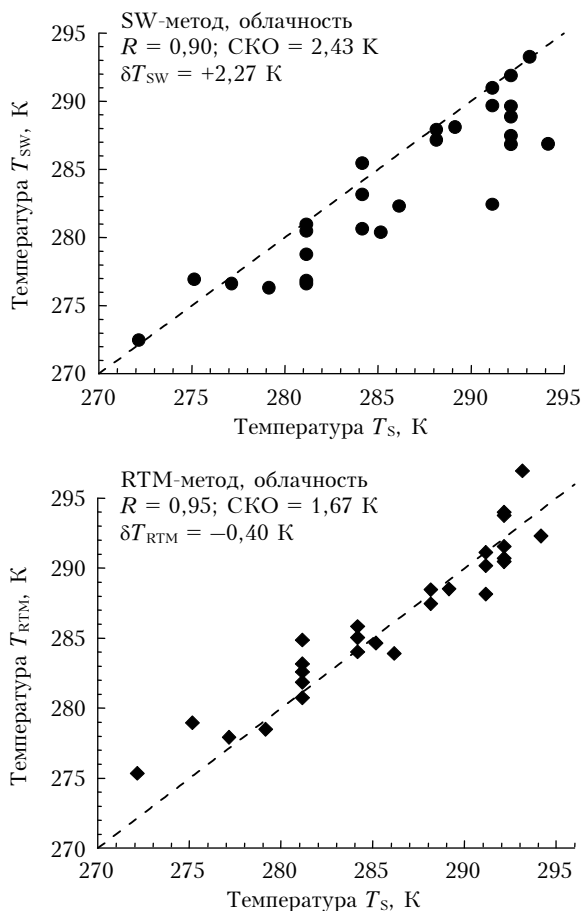 SW-метод, облачность
R = 0,90; СКО = 2,43 K
δT_SW = +2,27 K
Температура T_SW, K
295
290
285
280
275
270
270 275 280 285 290 295
Температура T_S, K
RTM-метод, облачность
R = 0,95; СКО = 1,67 K
δT_RTM = −0,40 K
Температура T_RTM, K
295
290
285
280
275
270
270 275 280 285 290 295
Температура T_S, K